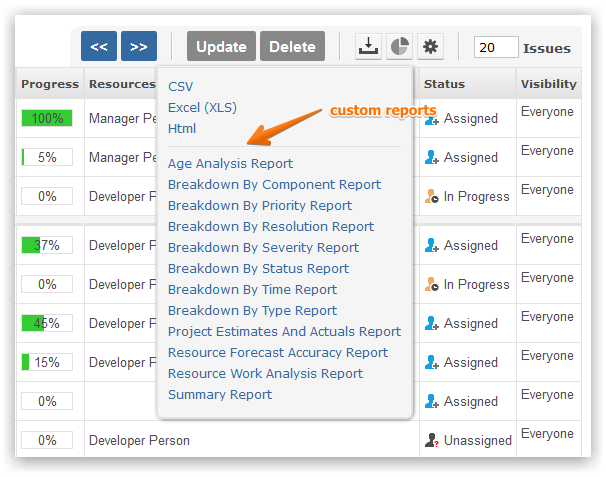 << >> Update Delete 20 Issues
Progress Resources Status Visibility
CSV
Excel (XLS)
Html
custom reports
Age Analysis Report
Breakdown By Component Report
Breakdown By Priority Report
Breakdown By Resolution Report
Breakdown By Severity Report
Breakdown By Status Report
Breakdown By Time Report
Breakdown By Type Report
Project Estimates And Actuals Report
Resource Forecast Accuracy Report
Resource Work Analysis Report
Summary Report
100% Manager Pe Assigned Everyone
5% Manager Pe Assigned Everyone
0% Developer P In Progress Everyone
37% Developer P Assigned Everyone
0% Developer P In Progress Everyone
45% Developer P Assigned Everyone
15% Developer P Assigned Everyone
0% Assigned Everyone
0% Developer Person Unassigned Everyone